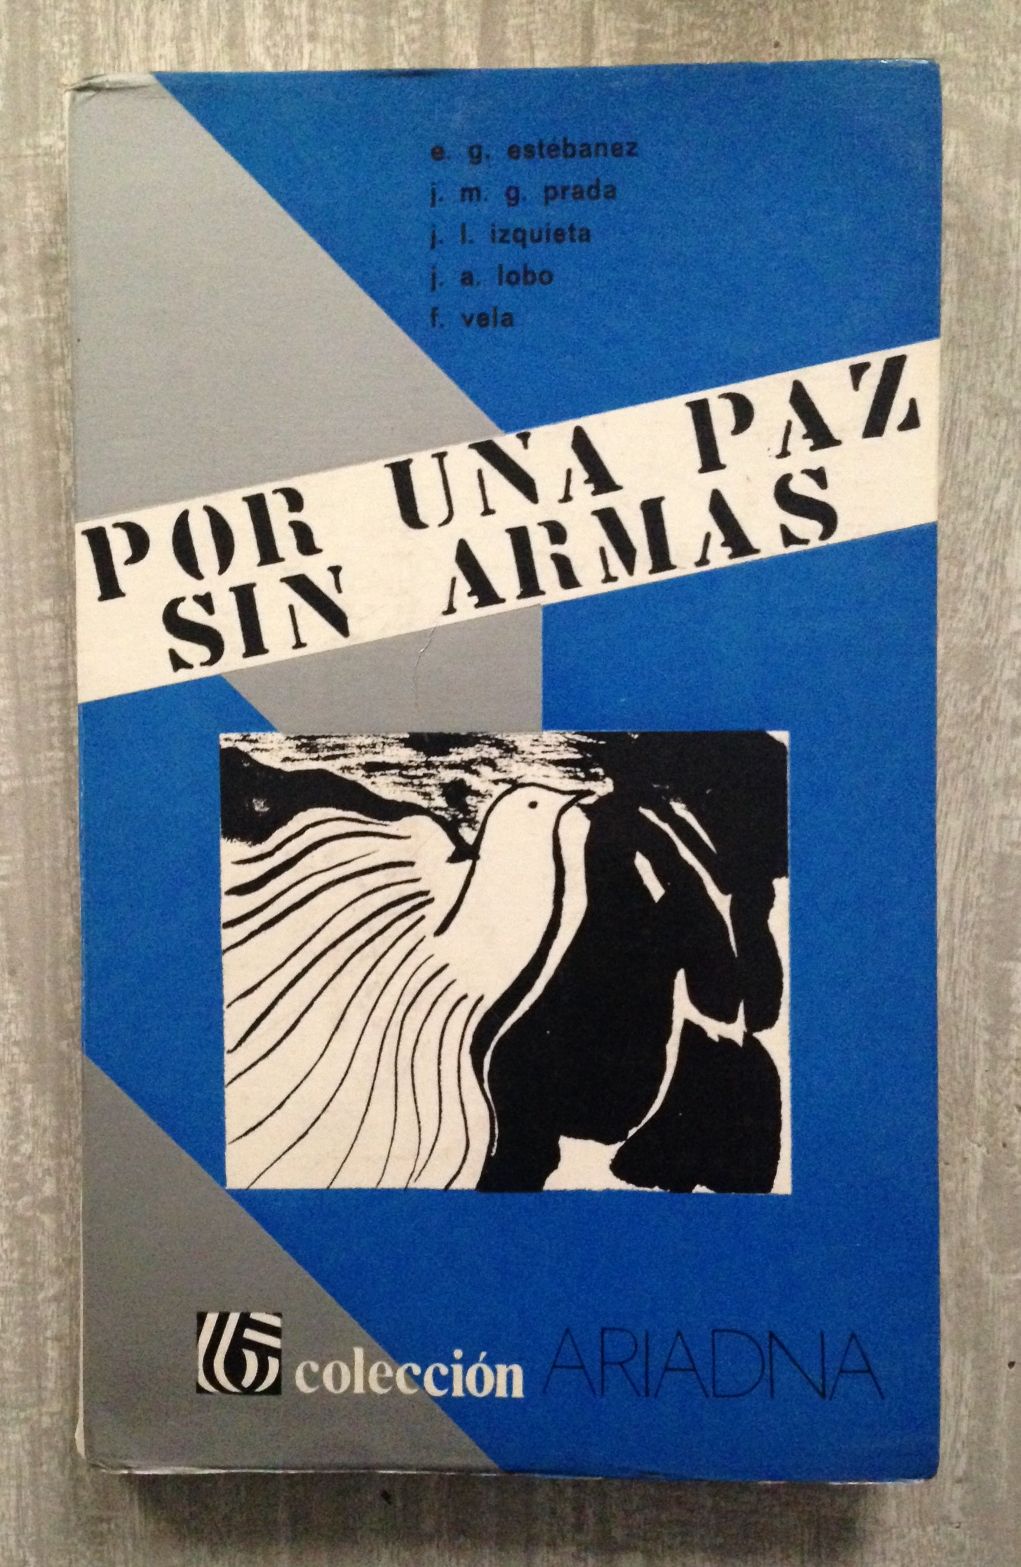 e. g. estébanez
j. m. g. prada
j. l. izquieta
j. a. lobo
f. vela
POR UNA PAZ
SIN ARMAS
colección ARIADNA